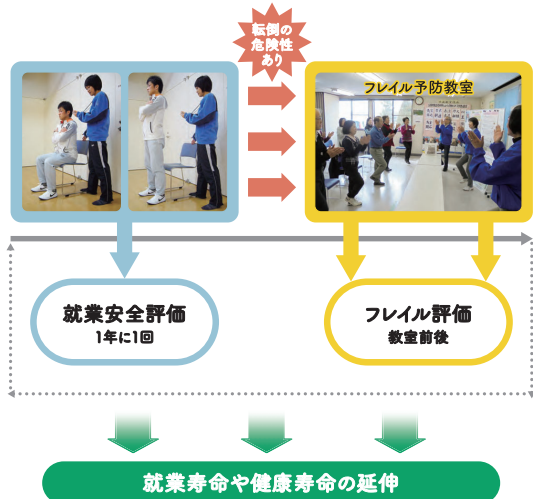 転倒の
危険性
あり
フレイル予防教室
就業安全評価
1年に1回
フレイル評価
教室前後
就業寿命や健康寿命の延伸